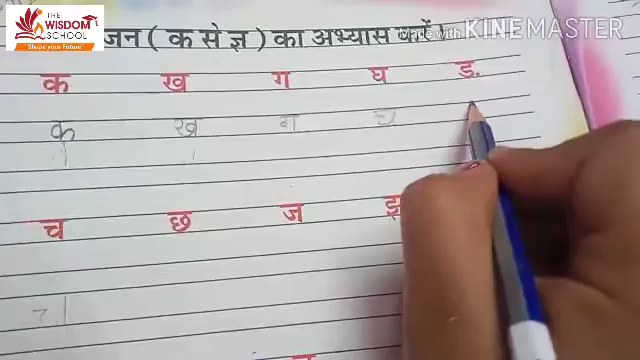 THE
WISDOM
SCHOOL
Shape your Future
Made with KINEMASTER
जन ( क से ज्ञ ) का अभ्यास करें
क ख ग घ ड.
क ख ग
च छ ज